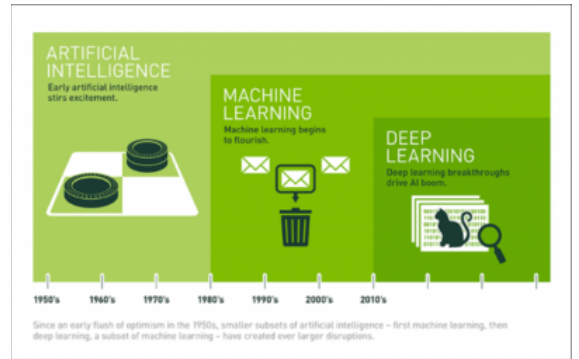 ARTIFICIAL
INTELLIGENCE
Early artificial intelligence
stirs excitement.
MACHINE
LEARNING
Machine learning begins
to flourish.
DEEP
LEARNING
Deep learning breakthroughs
drive AI boom.
1950's 1960's 1970's 1980's 1990's 2000's 2010's
Since an early flush of optimism in the 1950s, smaller subsets of artificial intelligence – first machine learning, then
deep learning, a subset of machine learning – have created ever larger disruptions.